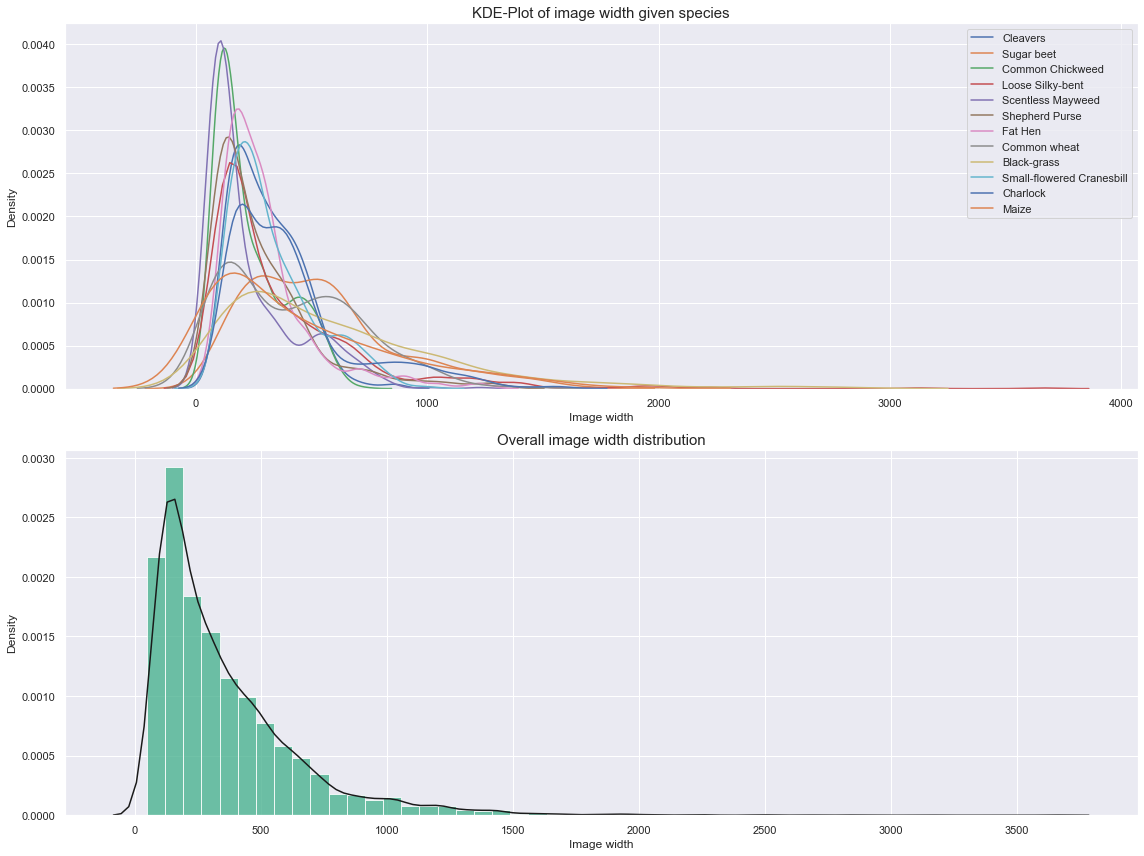 KDE-Plot of image width given species
0.0040
0.0035
0.0030
0.0025
0.0020
0.0015
0.0010
0.0005
0.0000
Density
Cleavers
Sugar beet
Common Chickweed
Loose Silky-bent
Scentless Mayweed
Shepherd Purse
Fat Hen
Common wheat
Black-grass
Small-flowered Cranesbill
Charlock
Maize
0 1000 2000 3000 4000
Image width
Overall image width distribution
0.0030
0.0025
0.0020
0.0015
0.0010
0.0005
0.0000
Density
0 500 1000 1500 2000 2500 3000 3500
Image width